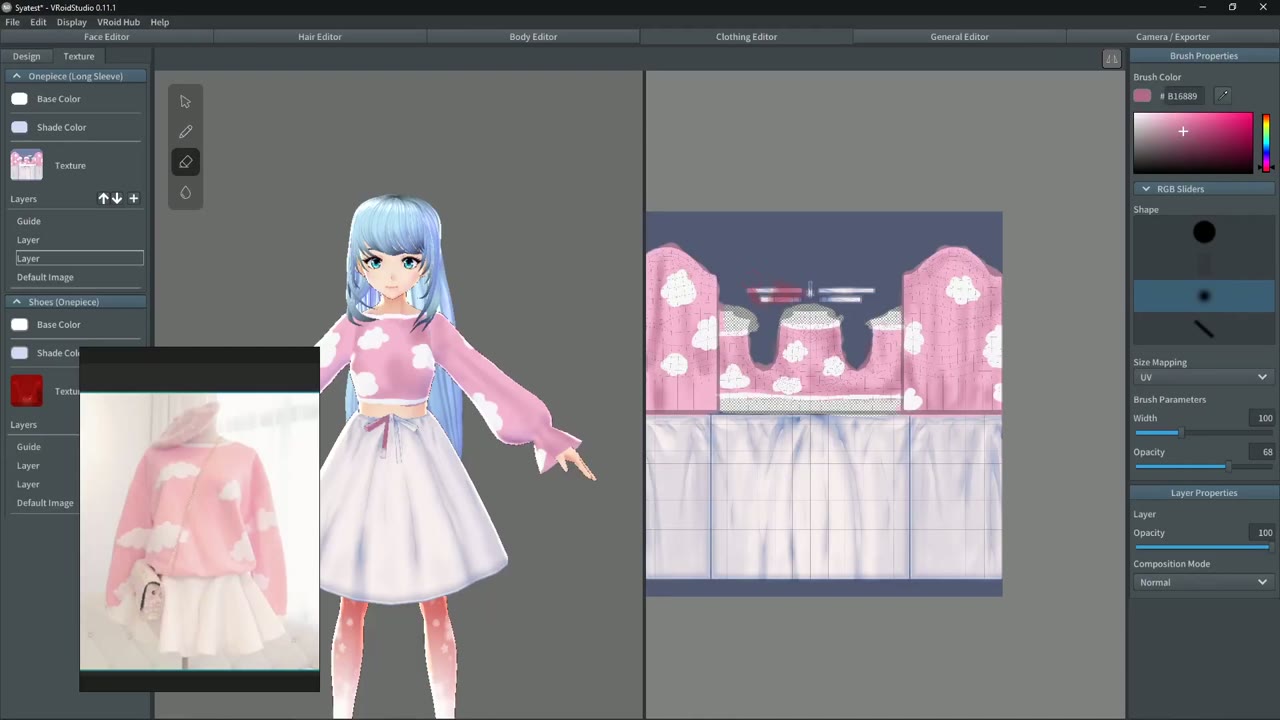 Syatest* - VRoidStudio 0.11.1
File Edit Display VRoid Hub Help
Face Editor Hair Editor Body Editor Clothing Editor General Editor Camera / Exporter
Design Texture
Onepiece (Long Sleeve)
Base Color
Shade Color
Texture
Layers
Guide
Layer
Layer
Default Image
Shoes (Onepiece)
Base Color
Shade Colo
Textu
Layers
Guide
Layer
Layer
Default Image
Brush Properties
Brush Color
# B16889
RGB Sliders
Shape
Size Mapping
UV
Brush Parameters
Width 100
Opacity 68
Layer Properties
Layer
Opacity 100
Composition Mode
Normal